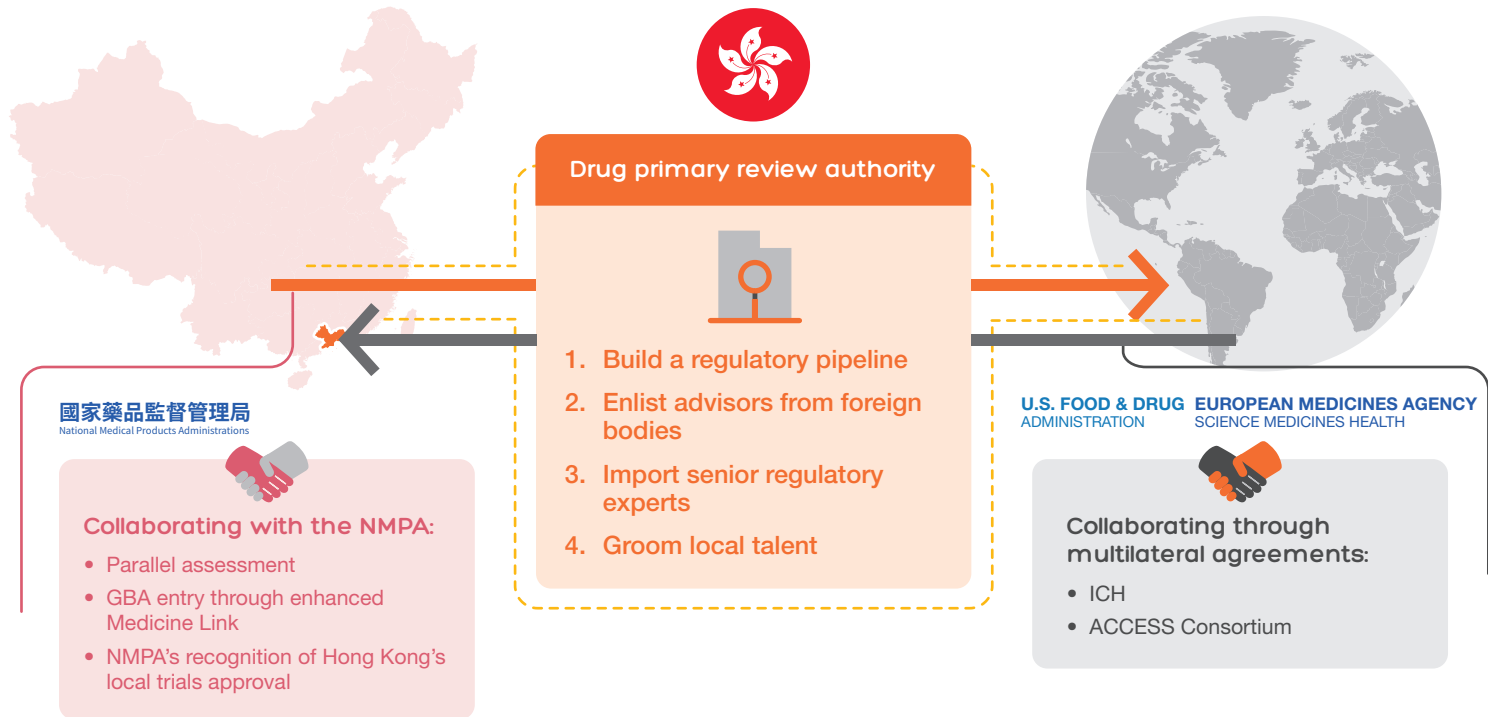 Drug primary review authority
1. Build a regulatory pipeline
2. Enlist advisors from foreign
bodies
3. Import senior regulatory
experts
4. Groom local talent
國家藥品監督管理局
National Medical Products Administrations
Collaborating with the NMPA:
• Parallel assessment
• GBA entry through enhanced
Medicine Link
• NMPA's recognition of Hong Kong's
local trials approval
U.S. FOOD & DRUG
ADMINISTRATION
EUROPEAN MEDICINES AGENCY
SCIENCE MEDICINES HEALTH
Collaborating through
multilateral agreements:
• ICH
• ACCESS Consortium